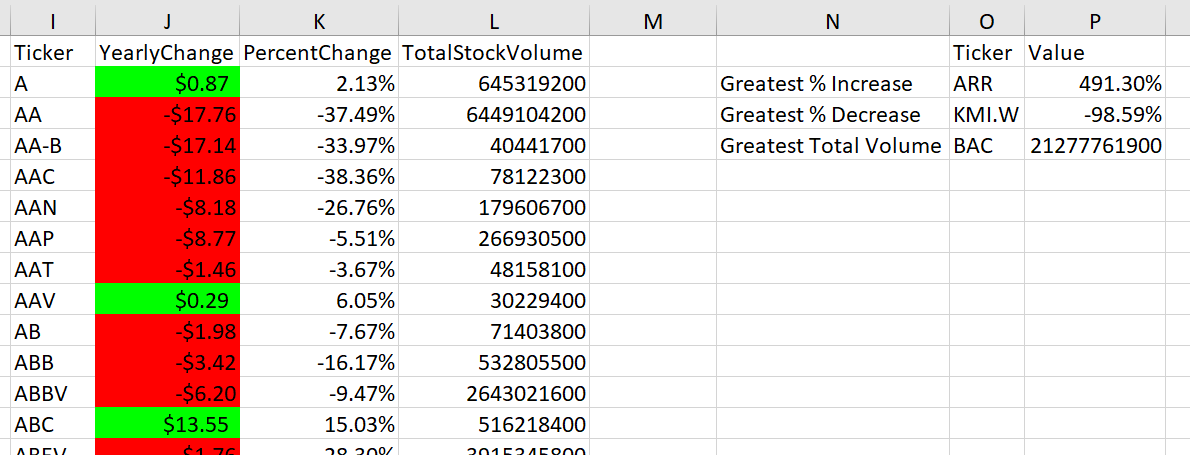 I J K L M N O P
Ticker YearlyChange PercentChange TotalStockVolume Ticker Value
A $0.87 2.13% 645319200 Greatest % Increase ARR 491.30%
AA -$17.76 -37.49% 6449104200 Greatest % Decrease KMI.W -98.59%
AA-B -$17.14 -33.97% 40441700 Greatest Total Volume BAC 21277761900
AAC -$11.86 -38.36% 78122300
AAN -$8.18 -26.76% 179606700
AAP -$8.77 -5.51% 266930500
AAT -$1.46 -3.67% 48158100
AAV $0.29 6.05% 30229400
AB -$1.98 -7.67% 71403800
ABB -$3.42 -16.17% 532805500
ABBV -$6.20 -9.47% 2643021600
ABC $13.55 15.03% 516218400